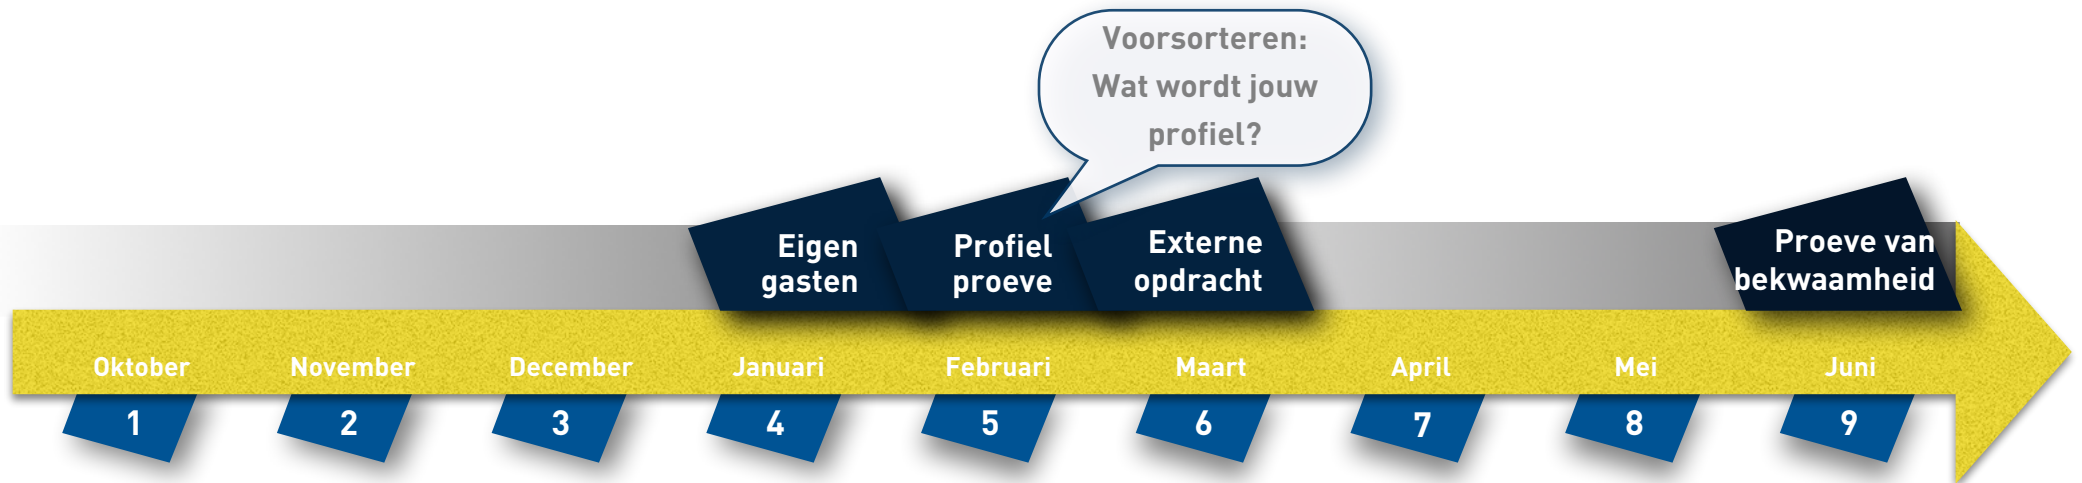 Voorsorteren:
Wat wordt jouw
profiel?
Eigen
gasten
Profiel
proeve
Externe
opdracht
Proeve van
bekwaamheid
Oktober November December Januari Februari Maart April Mei Juni
1 2 3 4 5 6 7 8 9